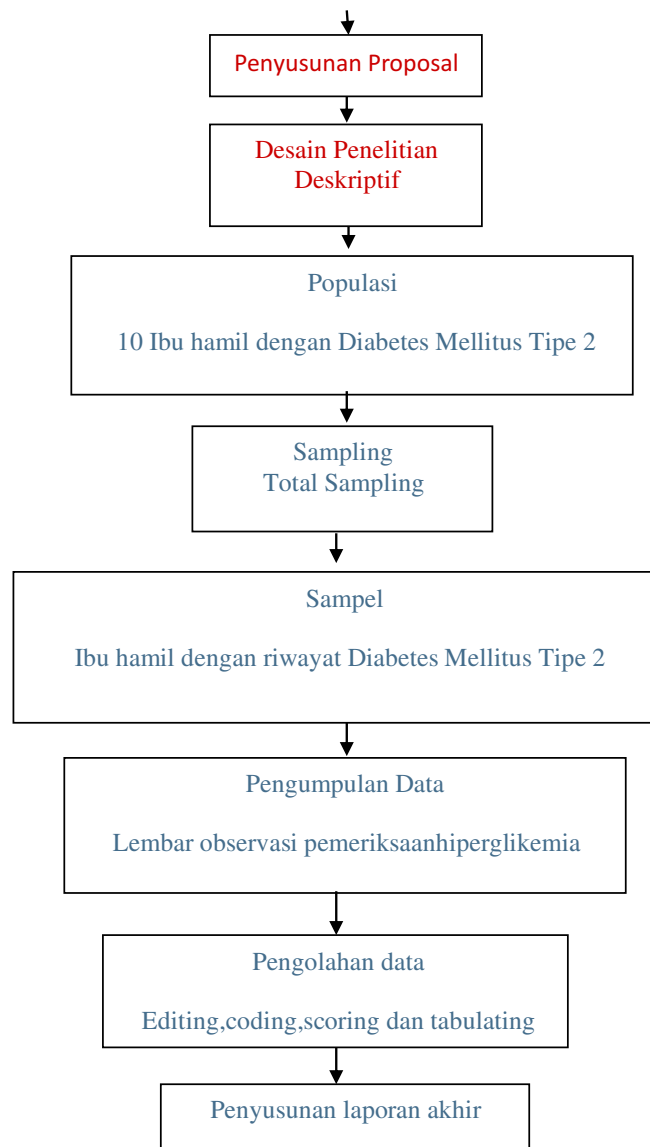 Penyusunan Proposal
Desain Penelitian
Deskriptif
Populasi
10 Ibu hamil dengan Diabetes Mellitus Tipe 2
Sampling
Total Sampling
Sampel
Ibu hamil dengan riwayat Diabetes Mellitus Tipe 2
Pengumpulan Data
Lembar observasi pemeriksaanhiperglikemia
Pengolahan data
Editing,coding,scoring dan tabulating
Penyusunan laporan akhir